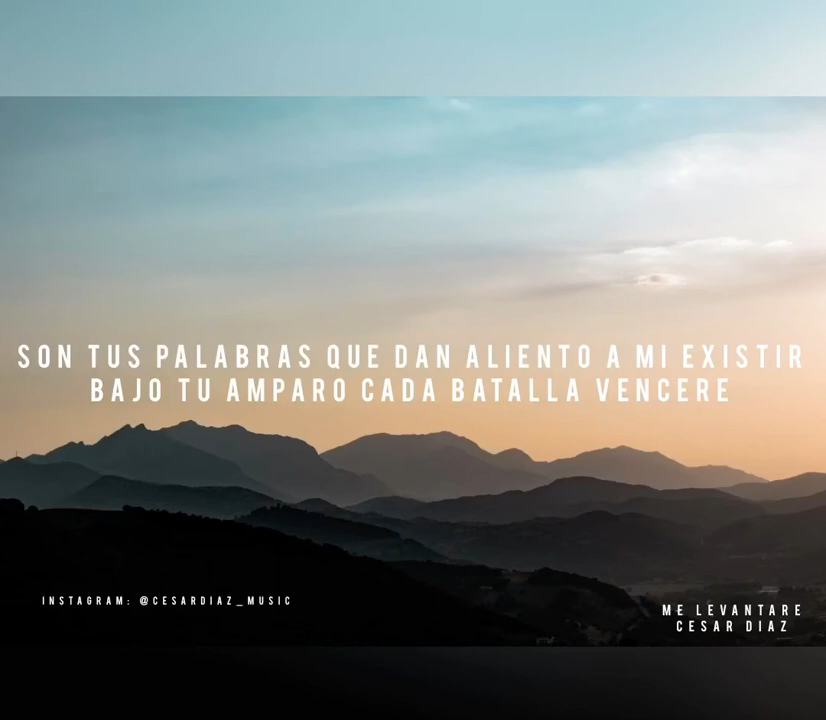 SON TUS PALABRAS QUE DAN ALIENTO A MI EXISTIR
BAJO TU AMPARO CADA BATALLA VENCERE
INSTAGRAM: @CESARDIAZ_MUSIC
ME LEVANTARE
CESAR DIAZ